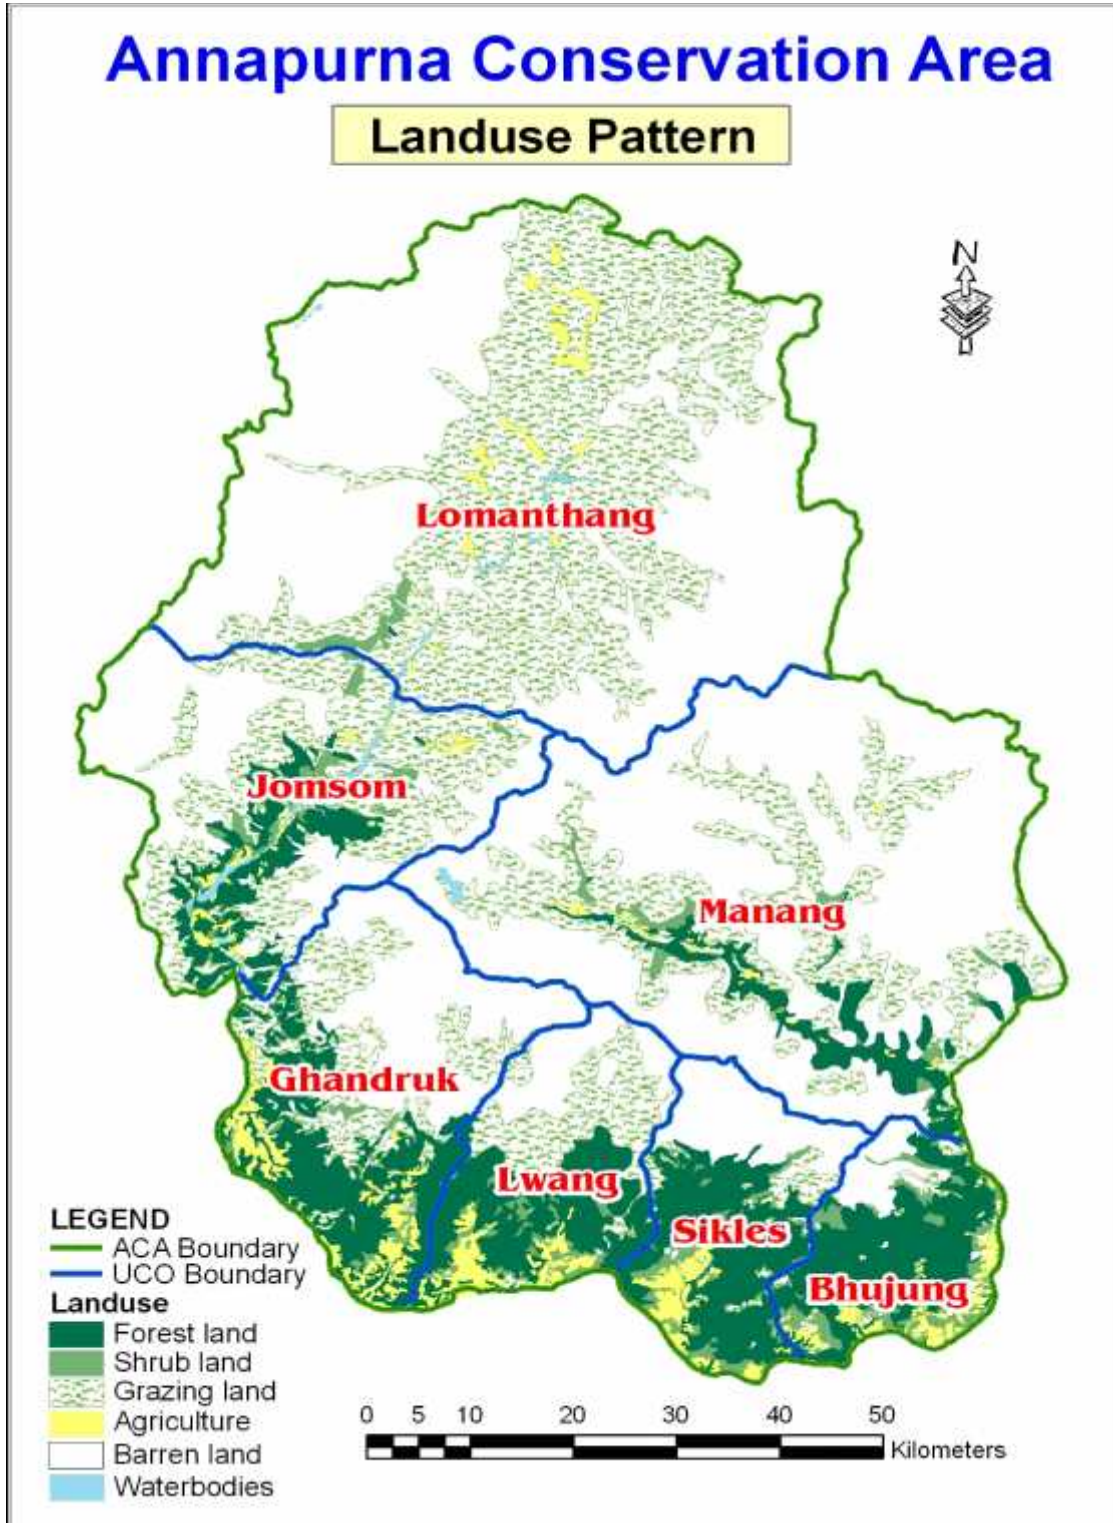 Annapurna Conservation Area
Landuse Pattern
N
Lomanthang
Jomsom
Manang
Ghandruk
Lwang
Sikles
Bhujung
LEGEND
ACA Boundary
UCO Boundary
Landuse
Forest land
Shrub land
Grazing land
Agriculture
Barren land
Waterbodies
0 5 10 20 30 40 50
Kilometers